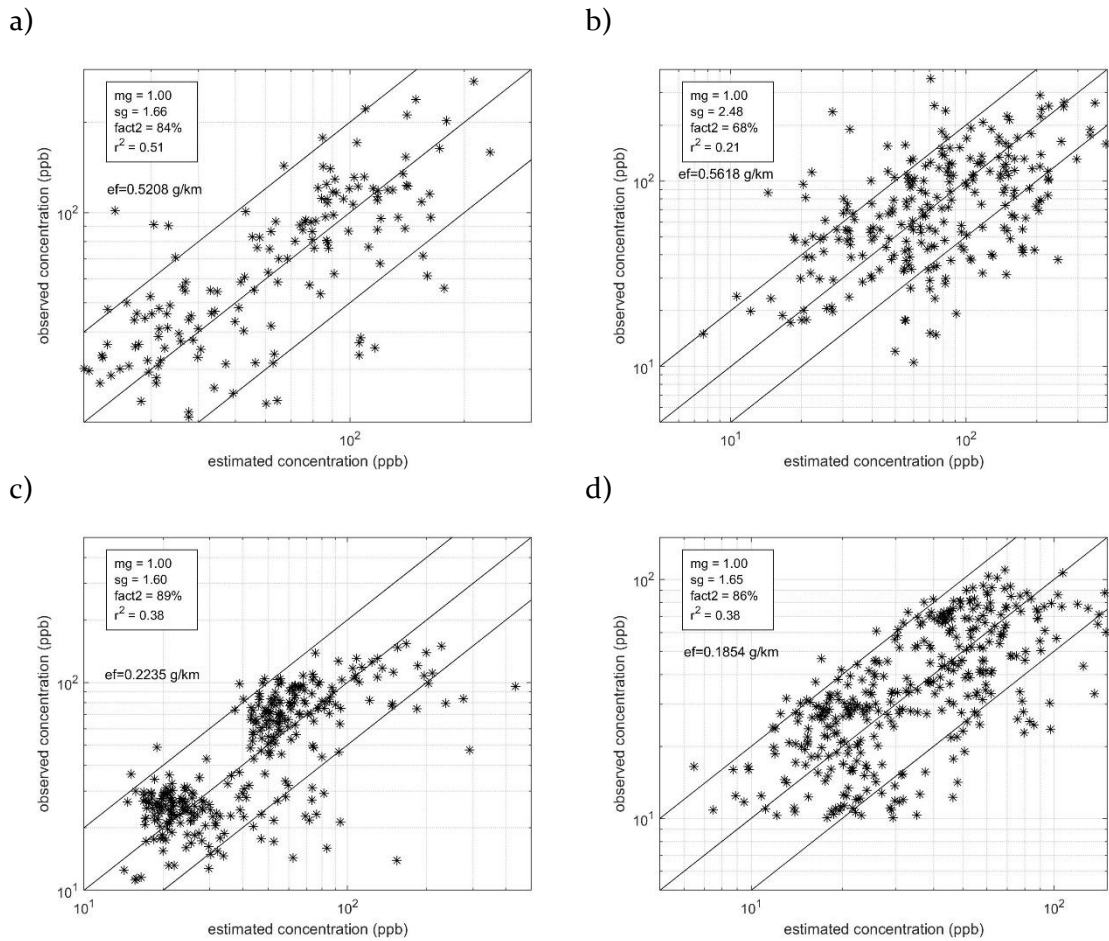 a)
mg = 1.00
sg = 1.66
fact2 = 84%
r² = 0.51
ef=0.5208 g/km
observed concentration (ppb)
10²
10²
estimated concentration (ppb)
b)
mg = 1.00
sg = 2.48
fact2 = 68%
r² = 0.21
ef=0.5618 g/km
observed concentration (ppb)
10²
10¹
10¹ 10²
estimated concentration (ppb)
c)
mg = 1.00
sg = 1.60
fact2 = 89%
r² = 0.38
ef=0.2235 g/km
observed concentration (ppb)
10²
10¹
10¹ 10²
estimated concentration (ppb)
d)
mg = 1.00
sg = 1.65
fact2 = 86%
r² = 0.38
ef=0.1854 g/km
observed concentration (ppb)
10²
10¹
10¹ 10²
estimated concentration (ppb)